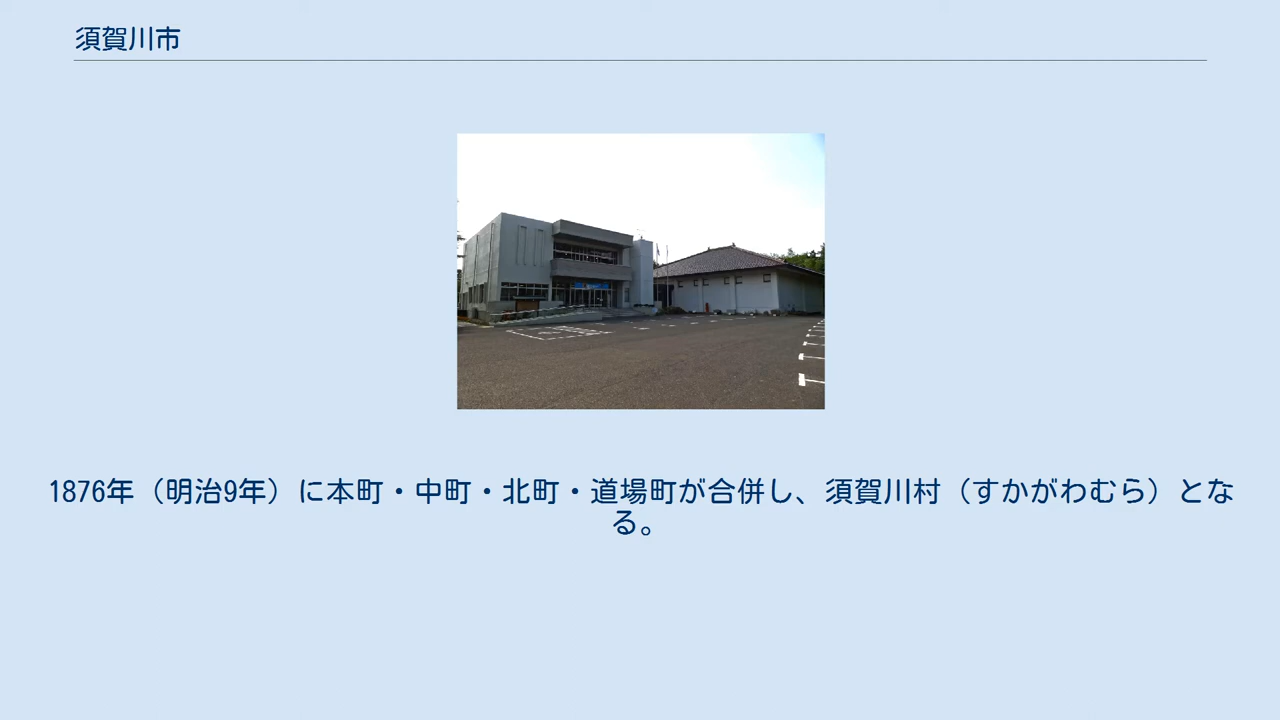 須賀川市
1876年（明治9年）に本町・中町・北町・道場町が合併し、須賀川村（すかがわむら）とな
る。